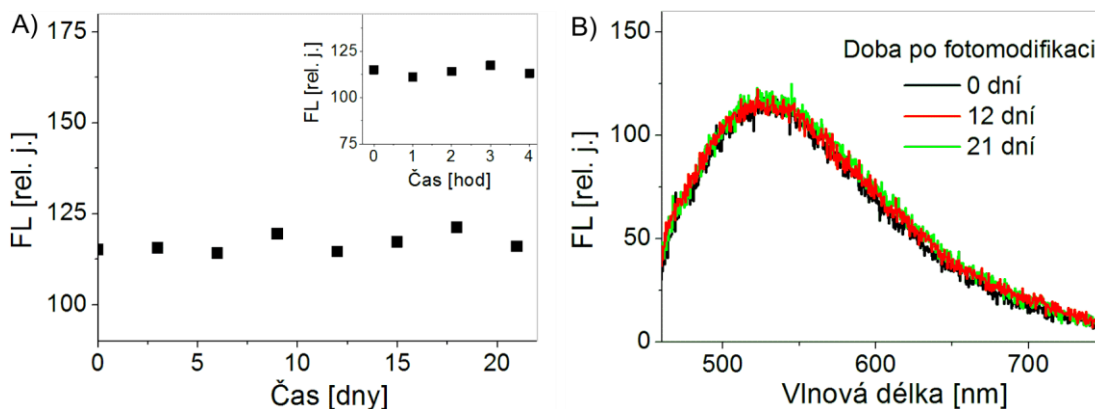 A)
175
150
125
100
FL [rel. j.]
0 5 10 15 20
Čas [dny]
125
100
75
FL [rel. j.]
0 1 2 3 4
Čas [hod]
B)
150
100
50
0
FL [rel. j.]
500 600 700
Vlnová délka [nm]
Doba po fotomodifikaci
0 dní
12 dní
21 dní